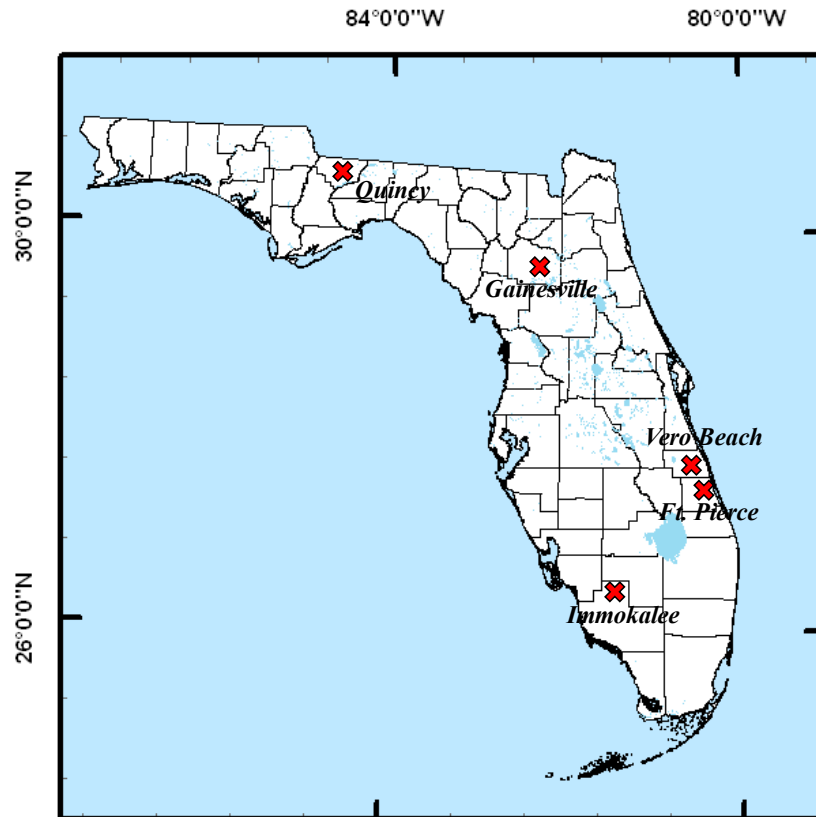 84°0'0"W
80°0'0"W
30°0'0"N
Quincy
Gainesville
Vero Beach
Ft. Pierce
Immokalee
26°0'0"N